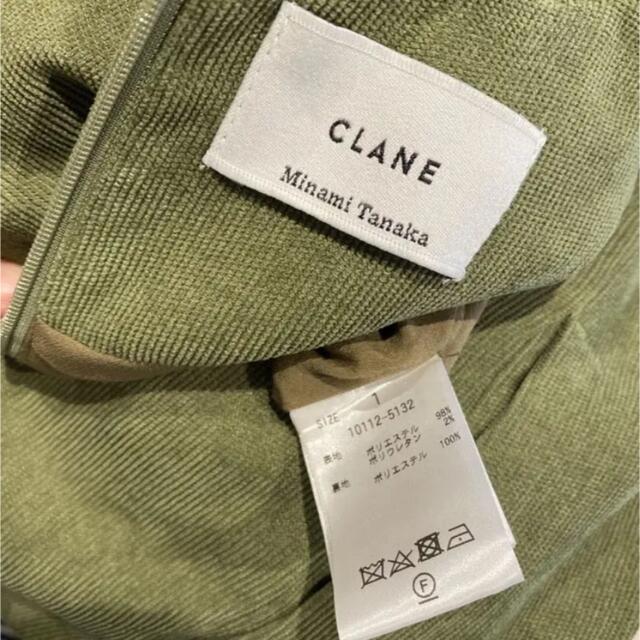 CLANE
Minami Tanaka
SIZE 1
10112-5132
表地 ポリエステル 98%
ポリウレタン 2%
裏地 ポリエステル 100%
F